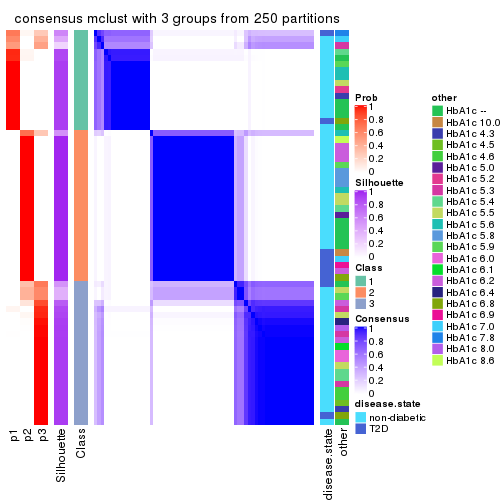 consensus mclust with 3 groups from 250 partitions
p1
p2
p3
Silhouette
Class
disease.state
other
Prob
1
0.8
0.6
0.4
0.2
0
Silhouette
1
0.8
0.6
0.4
0.2
0
Class
1
2
3
Consensus
1
0.8
0.6
0.4
0.2
0
disease.state
non-diabetic
T2D
other
HbA1c --
HbA1c 10.0
HbA1c 4.3
HbA1c 4.5
HbA1c 4.6
HbA1c 5.0
HbA1c 5.2
HbA1c 5.3
HbA1c 5.4
HbA1c 5.5
HbA1c 5.6
HbA1c 5.8
HbA1c 5.9
HbA1c 6.0
HbA1c 6.1
HbA1c 6.2
HbA1c 6.4
HbA1c 6.8
HbA1c 6.9
HbA1c 7.0
HbA1c 7.8
HbA1c 8.0
HbA1c 8.6